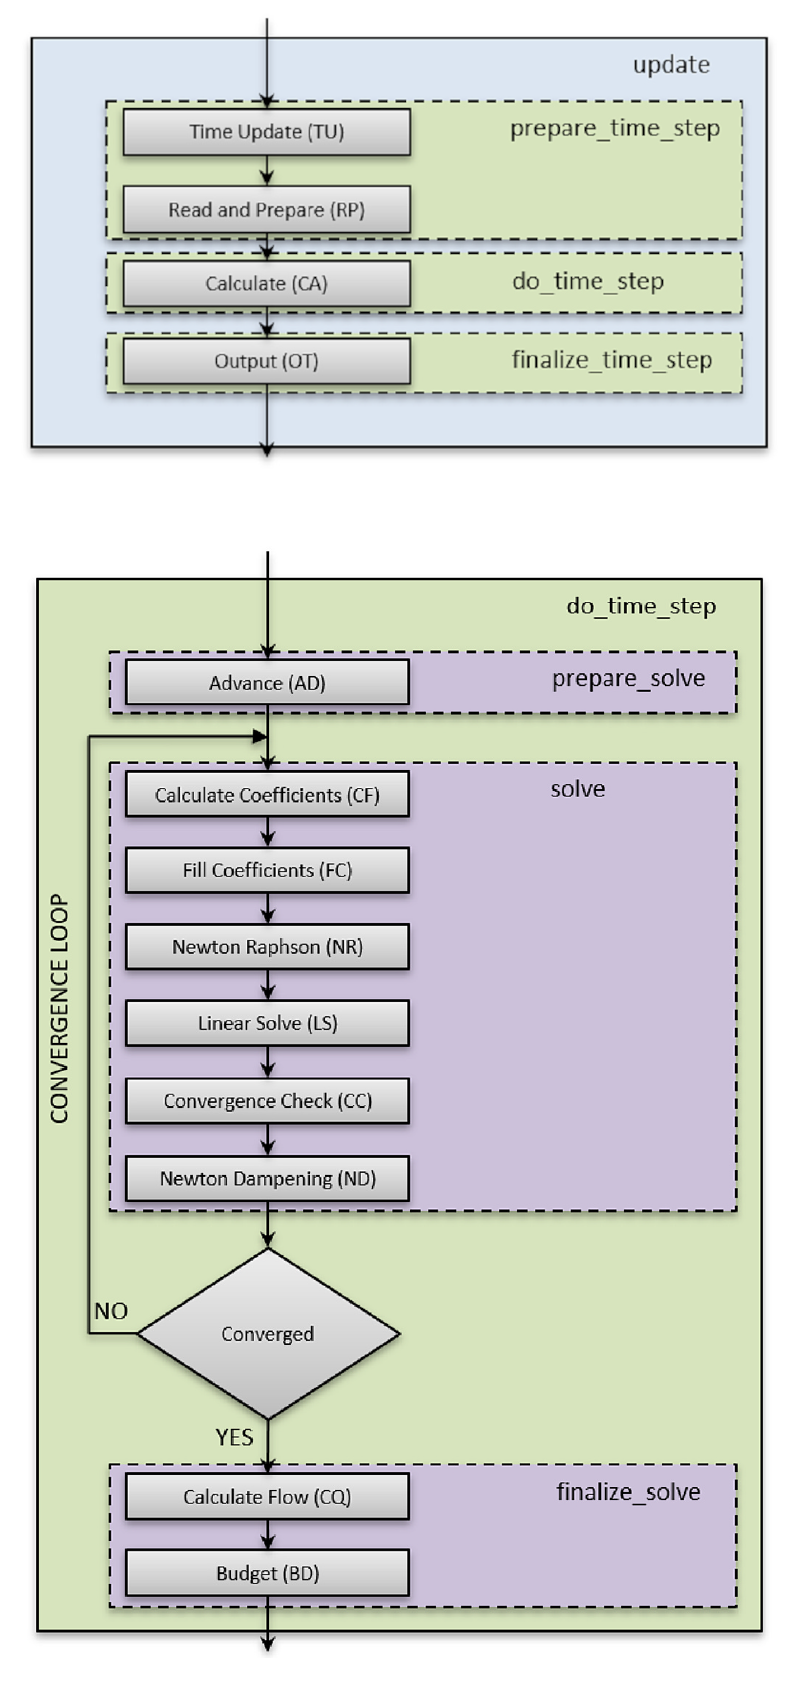 update
prepare_time_step
Time Update (TU)
Read and Prepare (RP)
do_time_step
Calculate (CA)
finalize_time_step
Output (OT)
do_time_step
prepare_solve
Advance (AD)
solve
Calculate Coefficients (CF)
Fill Coefficients (FC)
Newton Raphson (NR)
Linear Solve (LS)
Convergence Check (CC)
Newton Dampening (ND)
CONVERGENCE LOOP
NO
Converged
YES
finalize_solve
Calculate Flow (CQ)
Budget (BD)